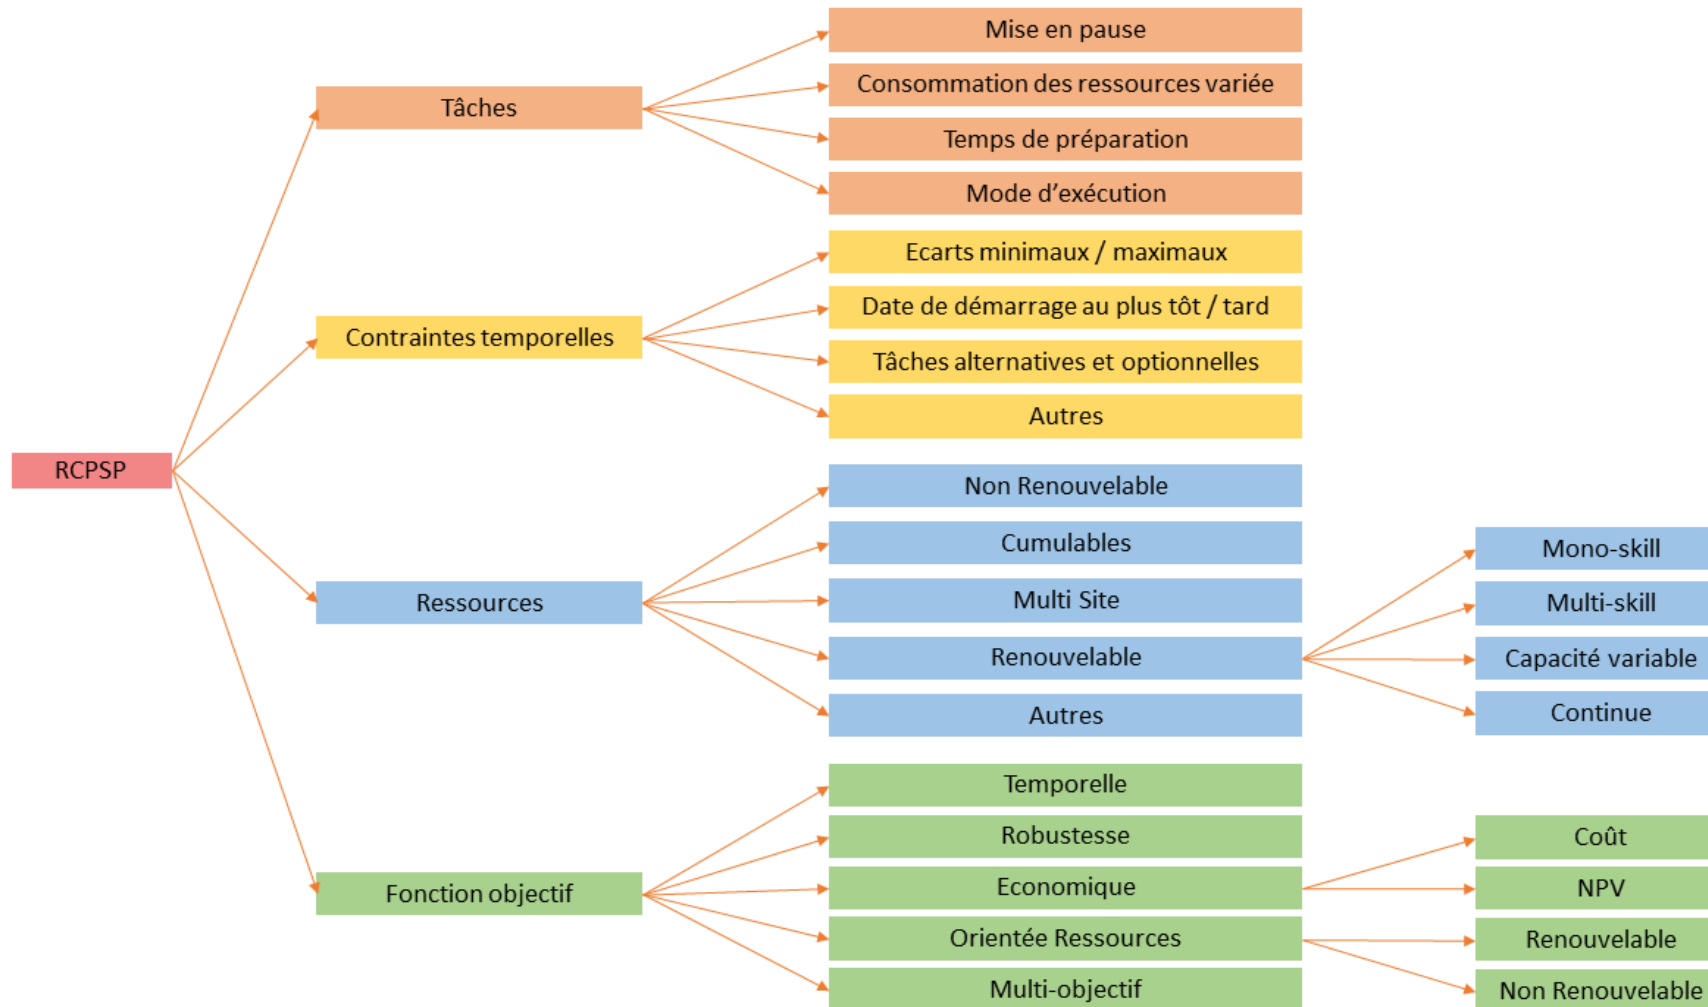 RCPSP
Tâches
Mise en pause
Consommation des ressources variée
Temps de préparation
Mode d’exécution
Contraintes temporelles
Ecarts minimaux / maximaux
Date de démarrage au plus tôt / tard
Tâches alternatives et optionnelles
Autres
Ressources
Non Renouvelable
Cumulables
Multi Site
Renouvelable
Mono-skill
Multi-skill
Capacité variable
Continue
Autres
Fonction objectif
Temporelle
Robustesse
Economique
Coût
NPV
Orientée Ressources
Renouvelable
Non Renouvelable
Multi-objectif